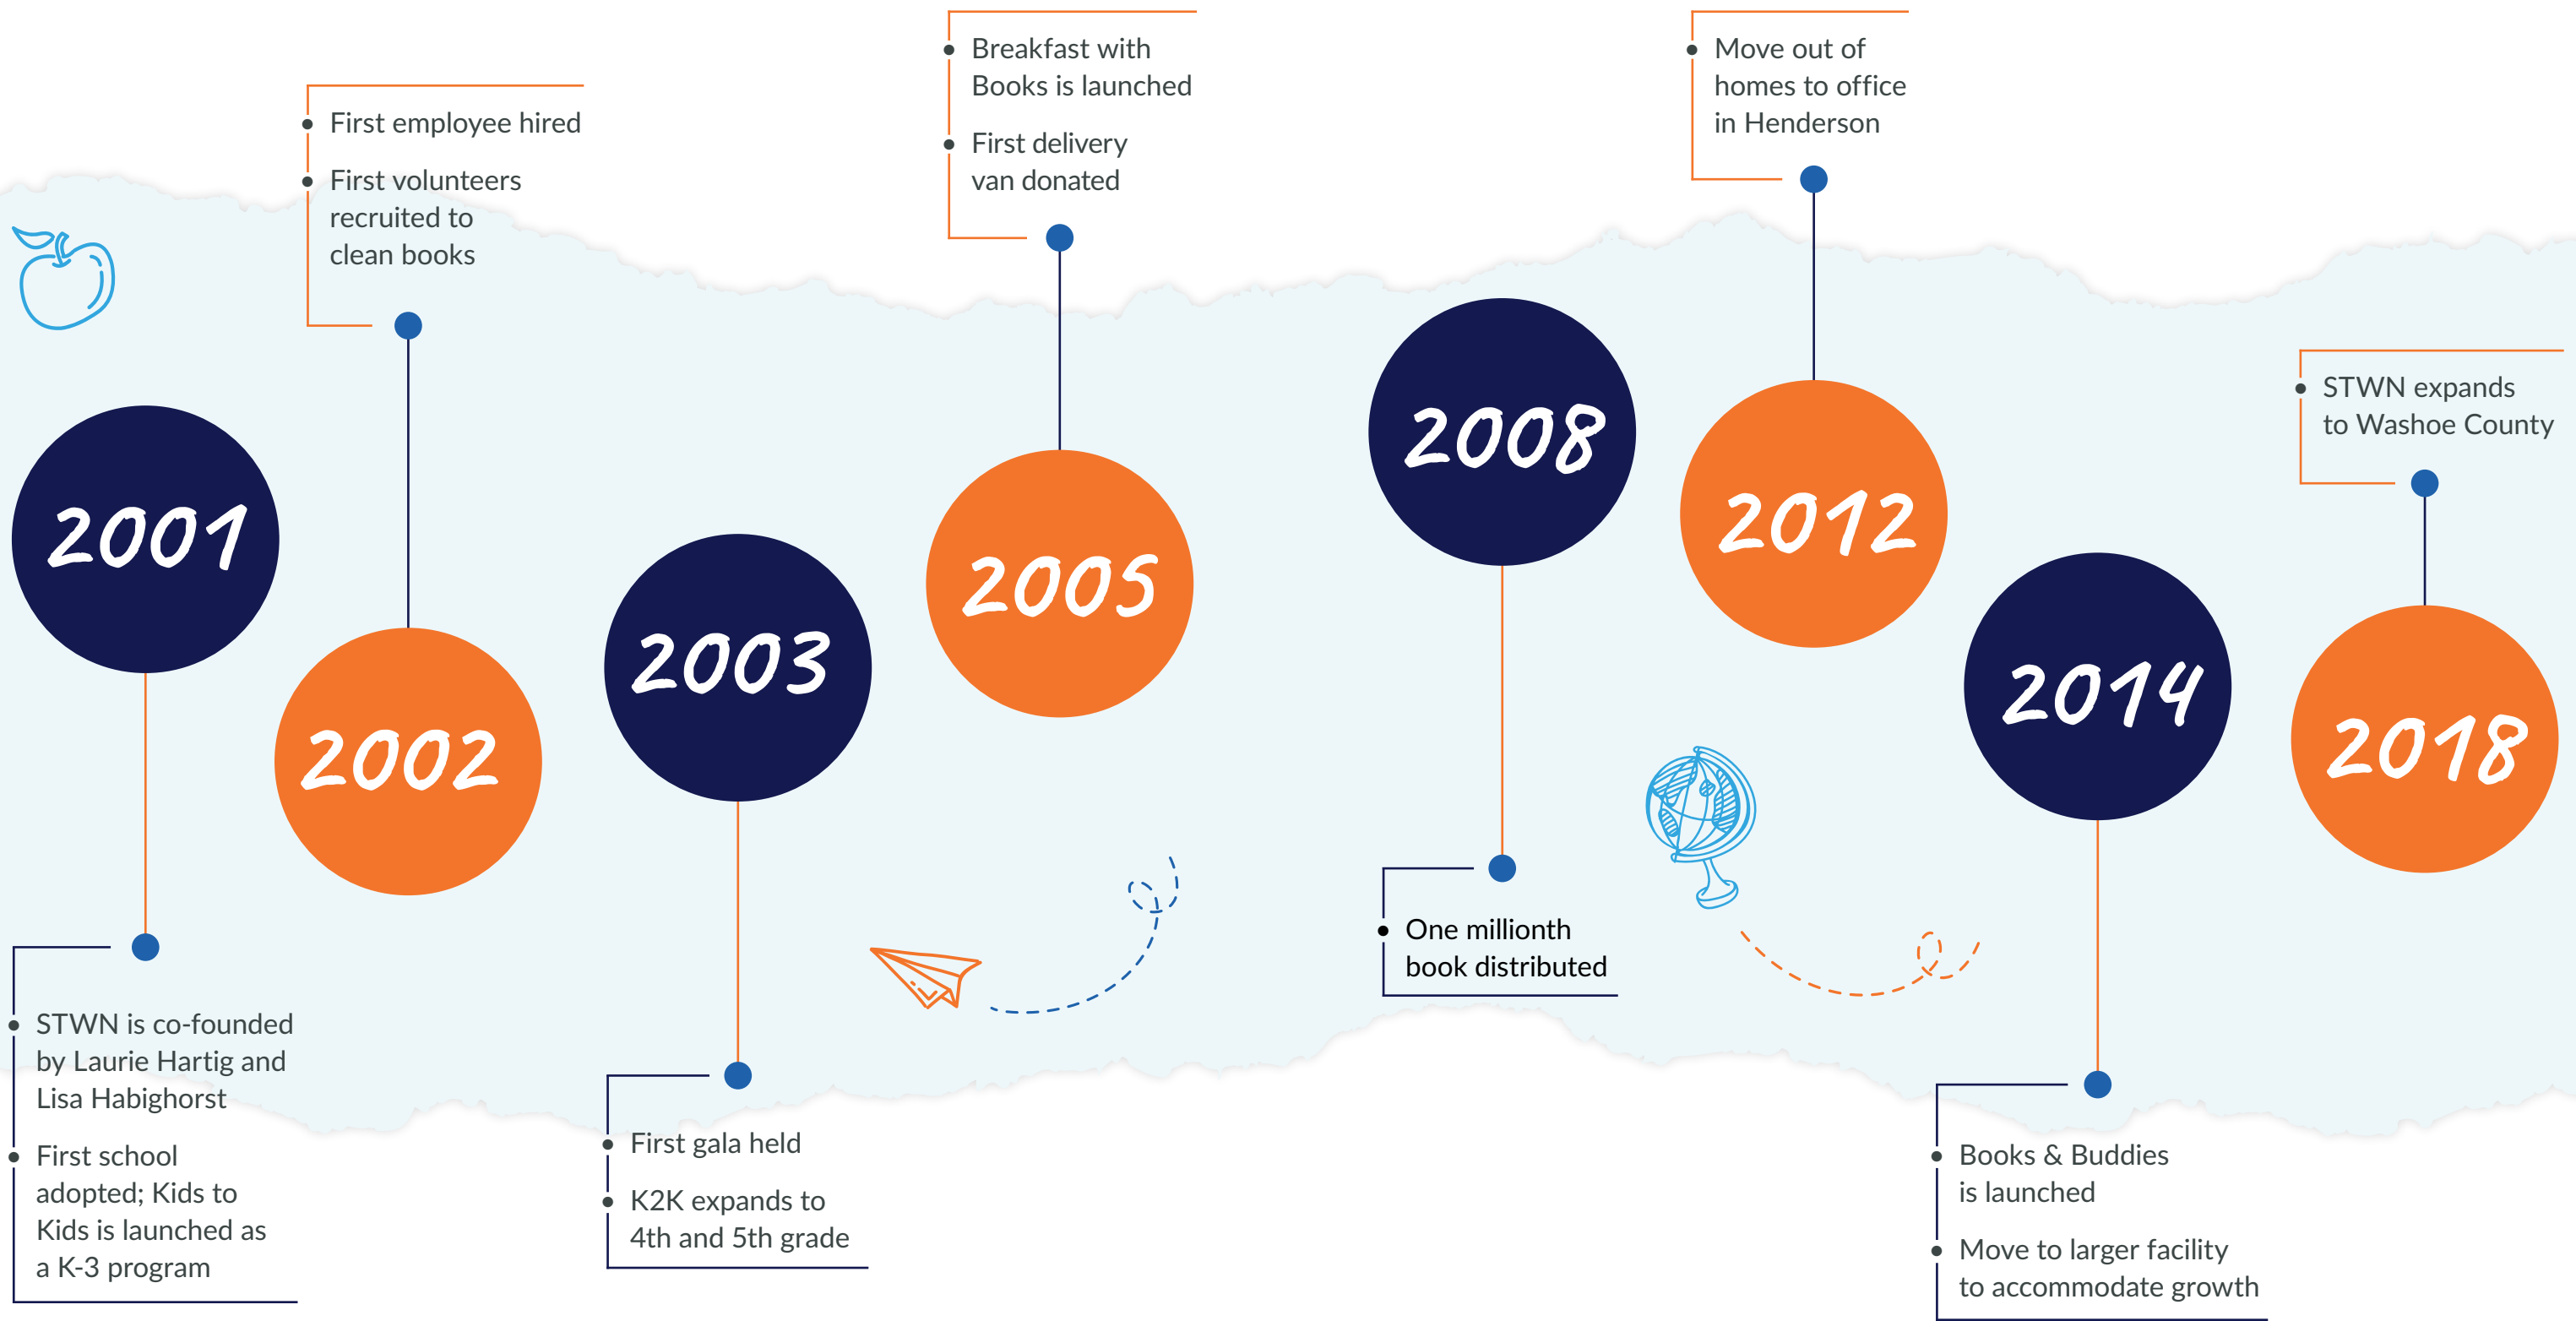 2001
STWN is co-founded
by Laurie Hartig and
Lisa Habighorst
First school
adopted; Kids to
Kids is launched as
a K-3 program
First employee hired
First volunteers
recruited to
clean books
2002
2003
First gala held
K2K expands to
4th and 5th grade
Breakfast with
Books is launched
First delivery
van donated
2005
2008
One millionth
book distributed
Move out of
homes to office
in Henderson
2012
2014
Books & Buddies
is launched
Move to larger facility
to accommodate growth
STWN expands
to Washoe County
2018